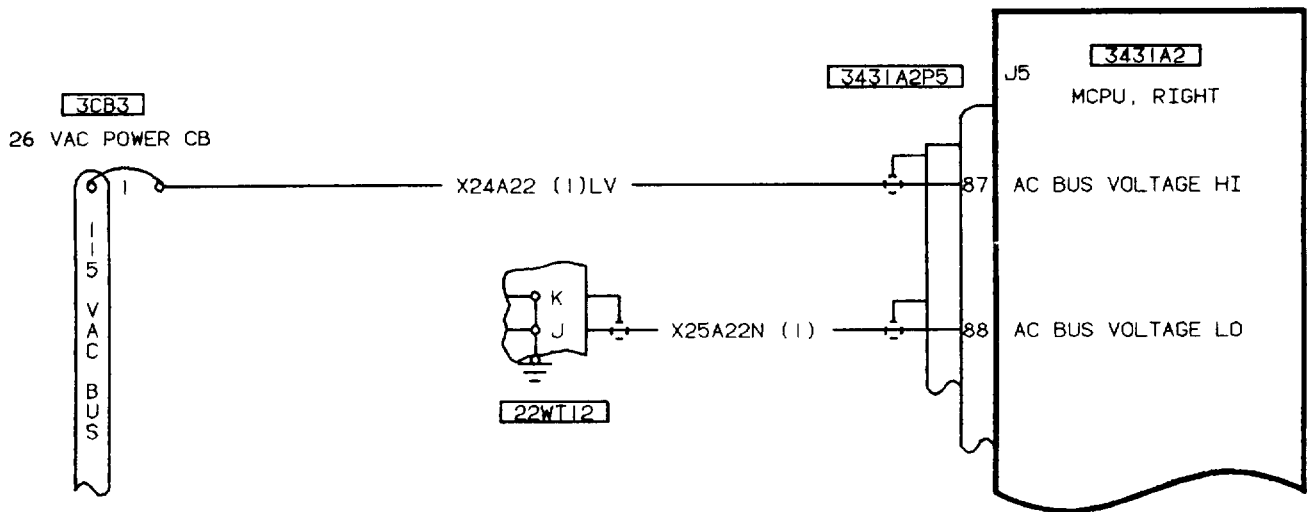 3CB3
26 VAC POWER CB
1
115 VAC BUS
X24A22 (1)LV
K
J
22WT12
X25A22N (1)
3431A2P5
J5
3431A2
MCPU, RIGHT
87 AC BUS VOLTAGE HI
88 AC BUS VOLTAGE LO